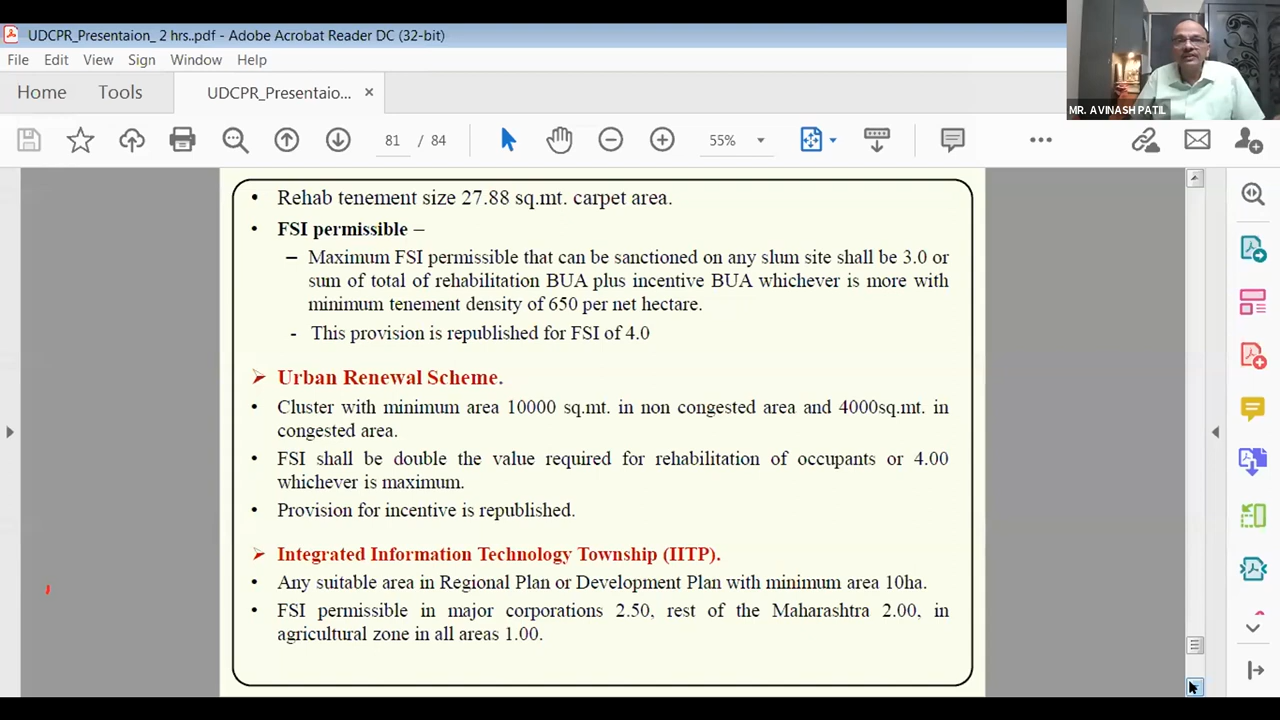 UDCPR_Presentaion_ 2 hrs..pdf - Adobe Acrobat Reader DC (32-bit)
File Edit View Sign Window Help
Home Tools UDCPR_Presentaio... ×
81 / 84 55%
MR. AVINASH PATIL
• Rehab tenement size 27.88 sq.mt. carpet area.
• FSI permissible –
– Maximum FSI permissible that can be sanctioned on any slum site shall be 3.0 or
sum of total of rehabilitation BUA plus incentive BUA whichever is more with
minimum tenement density of 650 per net hectare.
- This provision is republished for FSI of 4.0
➢ Urban Renewal Scheme.
• Cluster with minimum area 10000 sq.mt. in non congested area and 4000sq.mt. in
congested area.
• FSI shall be double the value required for rehabilitation of occupants or 4.00
whichever is maximum.
• Provision for incentive is republished.
➢ Integrated Information Technology Township (IITP).
• Any suitable area in Regional Plan or Development Plan with minimum area 10ha.
• FSI permissible in major corporations 2.50, rest of the Maharashtra 2.00, in
agricultural zone in all areas 1.00.